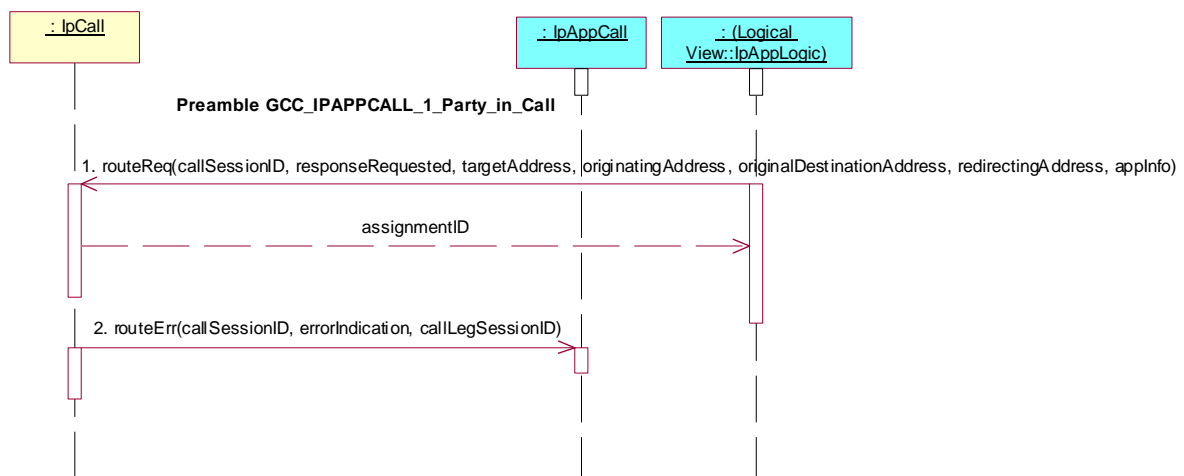 : IpCall
: IpAppCall
: (Logical
View::IpAppLogic)
Preamble GCC_IPAPPCALL_1_Party_in_Call
1. routeReq(callSessionID, responseRequested, targetAddress, originatingAddress, originalDestinationAddress, redirectingAddress, appInfo)
assignmentID
2. routeErr(callSessionID, errorIndication, callLegSessionID)